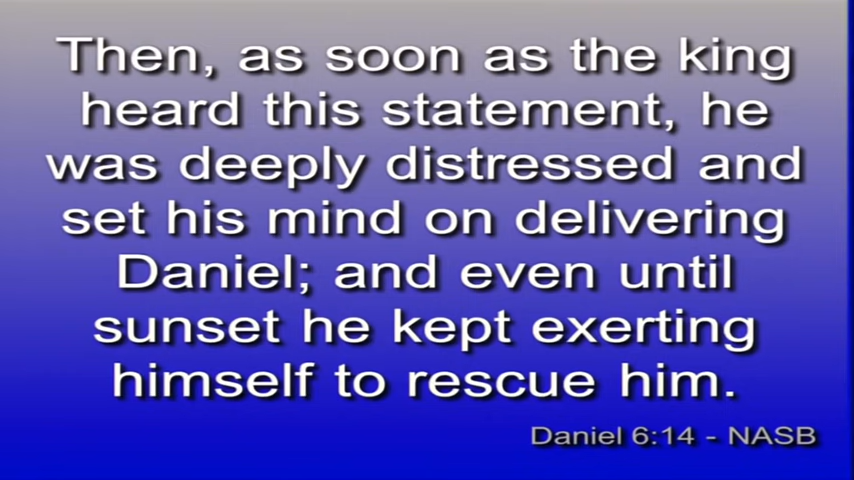 Then, as soon as the king
heard this statement, he
was deeply distressed and
set his mind on delivering
Daniel; and even until
sunset he kept exerting
himself to rescue him.
Daniel 6:14 - NASB